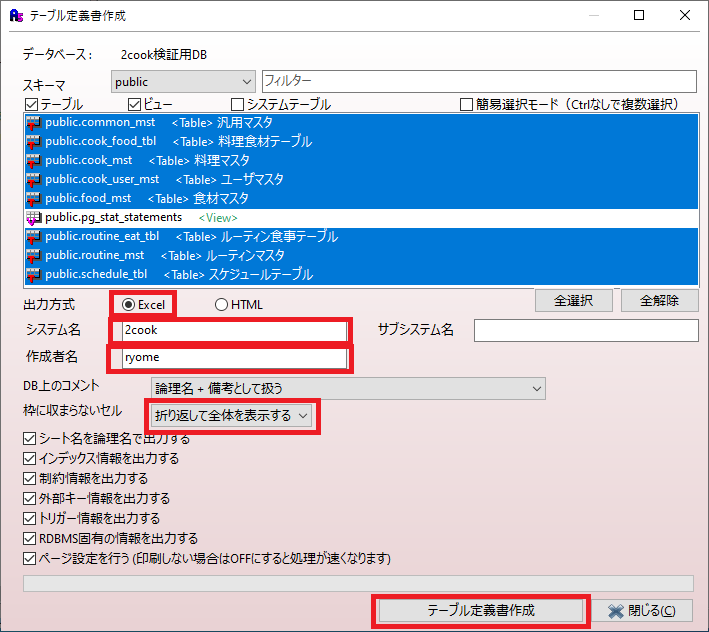 テーブル定義書作成
データベース： 2cook検証用DB
スキーマ public フィルター
テーブル ビュー システムテーブル 簡易選択モード（Ctrlなしで複数選択）
public.common_mst <Table> 汎用マスタ
public.cook_food_tbl <Table> 料理食材テーブル
public.cook_mst <Table> 料理マスタ
public.cook_user_mst <Table> ユーザマスタ
public.food_mst <Table> 食材マスタ
public.pg_stat_statements <View>
public.routine_eat_tbl <Table> ルーティン食事テーブル
public.routine_mst <Table> ルーティンマスタ
public.schedule_tbl <Table> スケジュールテーブル
出力方式 Excel HTML 全選択 全解除
システム名 2cook サブシステム名
作成者名 ryome
DB上のコメント 論理名 + 備考として扱う
枠に収まらないセル 折り返して全体を表示する
シート名を論理名で出力する
インデックス情報を出力する
制約情報を出力する
外部キー情報を出力する
トリガー情報を出力する
RDBMS固有の情報を出力する
ページ設定を行う (印刷しない場合はOFFにすると処理が速くなります)
テーブル定義書作成 閉じる(C)